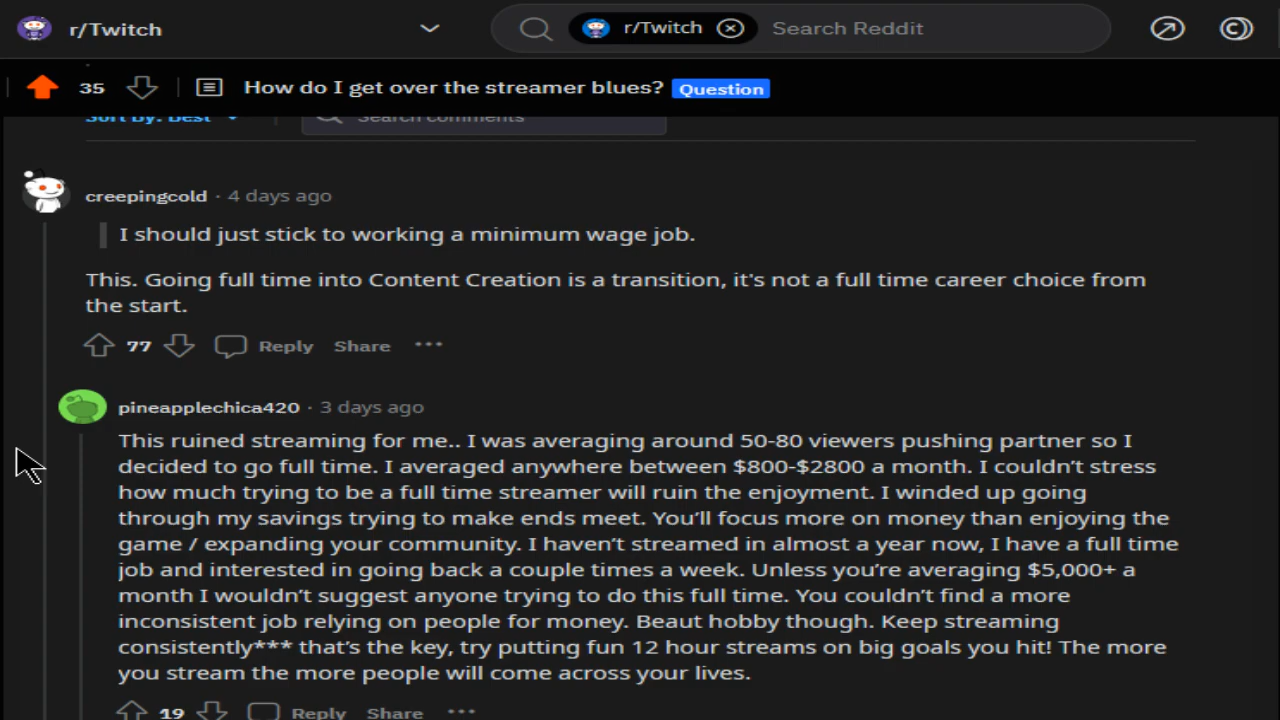 r/Twitch
r/Twitch Search Reddit
35 How do I get over the streamer blues? Question
Sort By: Best Search comments
creepingcold · 4 days ago
I should just stick to working a minimum wage job.
This. Going full time into Content Creation is a transition, it's not a full time career choice from
the start.
77 Reply Share ···
pineapplechica420 · 3 days ago
This ruined streaming for me.. I was averaging around 50-80 viewers pushing partner so I
decided to go full time. I averaged anywhere between $800-$2800 a month. I couldn’t stress
how much trying to be a full time streamer will ruin the enjoyment. I winded up going
through my savings trying to make ends meet. You’ll focus more on money than enjoying the
game / expanding your community. I haven’t streamed in almost a year now, I have a full time
job and interested in going back a couple times a week. Unless you’re averaging $5,000+ a
month I wouldn’t suggest anyone trying to do this full time. You couldn’t find a more
inconsistent job relying on people for money. Beaut hobby though. Keep streaming
consistently*** that’s the key, try putting fun 12 hour streams on big goals you hit! The more
you stream the more people will come across your lives.
19 Reply Share ···